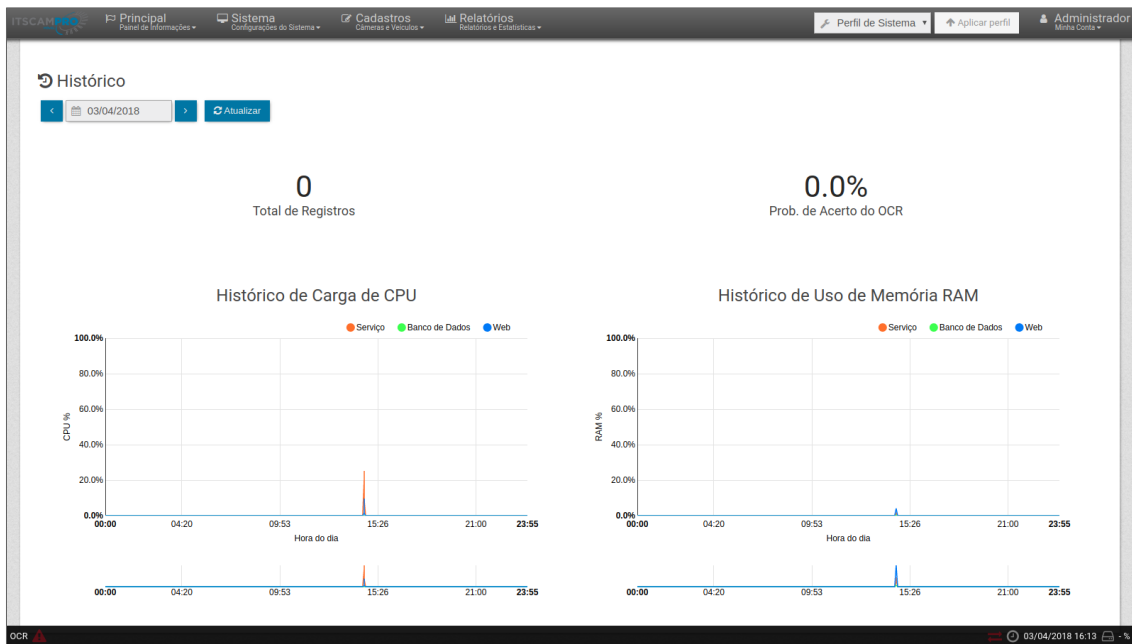 ITSCAMPRO
Principal
Painel de Informações
Sistema
Configurações do Sistema
Cadastros
Câmeras e Veículos
Relatórios
Relatórios e Estatísticas
Perfil de Sistema
Aplicar perfil
Administrador
Minha Conta
Histórico
03/04/2018
Atualizar
0
Total de Registros
0.0%
Prob. de Acerto do OCR
Histórico de Carga de CPU
Serviço Banco de Dados Web
100.0%
80.0%
60.0%
40.0%
20.0%
0.0%
CPU %
00:00 04:20 09:53 15:26 21:00 23:55
Hora do dia
00:00 04:20 09:53 15:26 21:00 23:55
Histórico de Uso de Memória RAM
Serviço Banco de Dados Web
100.0%
80.0%
60.0%
40.0%
20.0%
0.0%
RAM %
00:00 04:20 09:53 15:26 21:00 23:55
Hora do dia
00:00 04:20 09:53 15:26 21:00 23:55
OCR
03/04/2018 16:13 - %